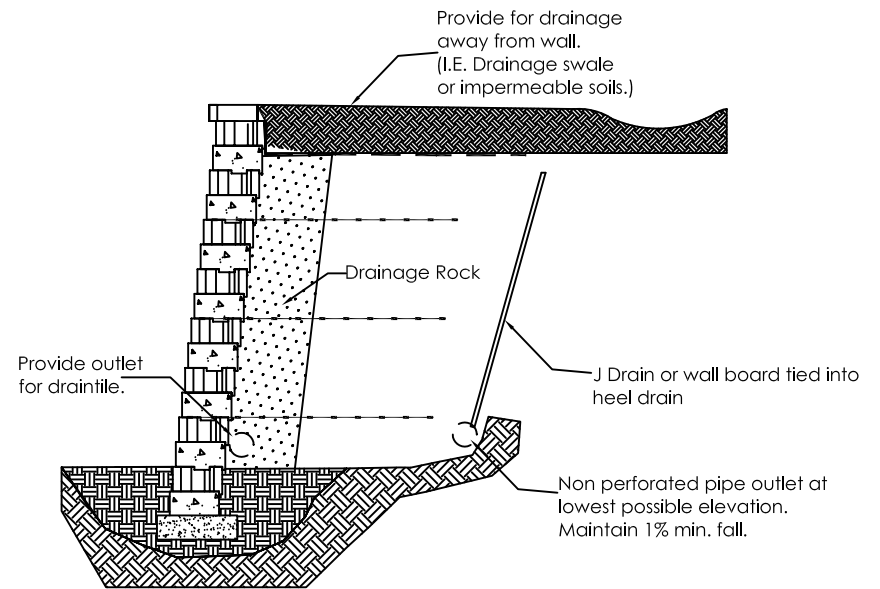 Provide for drainage
away from wall.
(I.E. Drainage swale
or impermeable soils.)
Drainage Rock
Provide outlet
for draintile.
J Drain or wall board tied into
heel drain
Non perforated pipe outlet at
lowest possible elevation.
Maintain 1% min. fall.